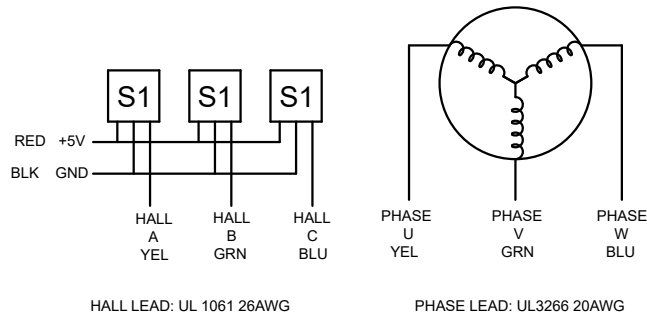 S1 S1 S1
RED +5V
BLK GND
HALL
A
YEL
HALL
B
GRN
HALL
C
BLU
HALL LEAD: UL 1061 26AWG
PHASE
U
YEL
PHASE
V
GRN
PHASE
W
BLU
PHASE LEAD: UL3266 20AWG